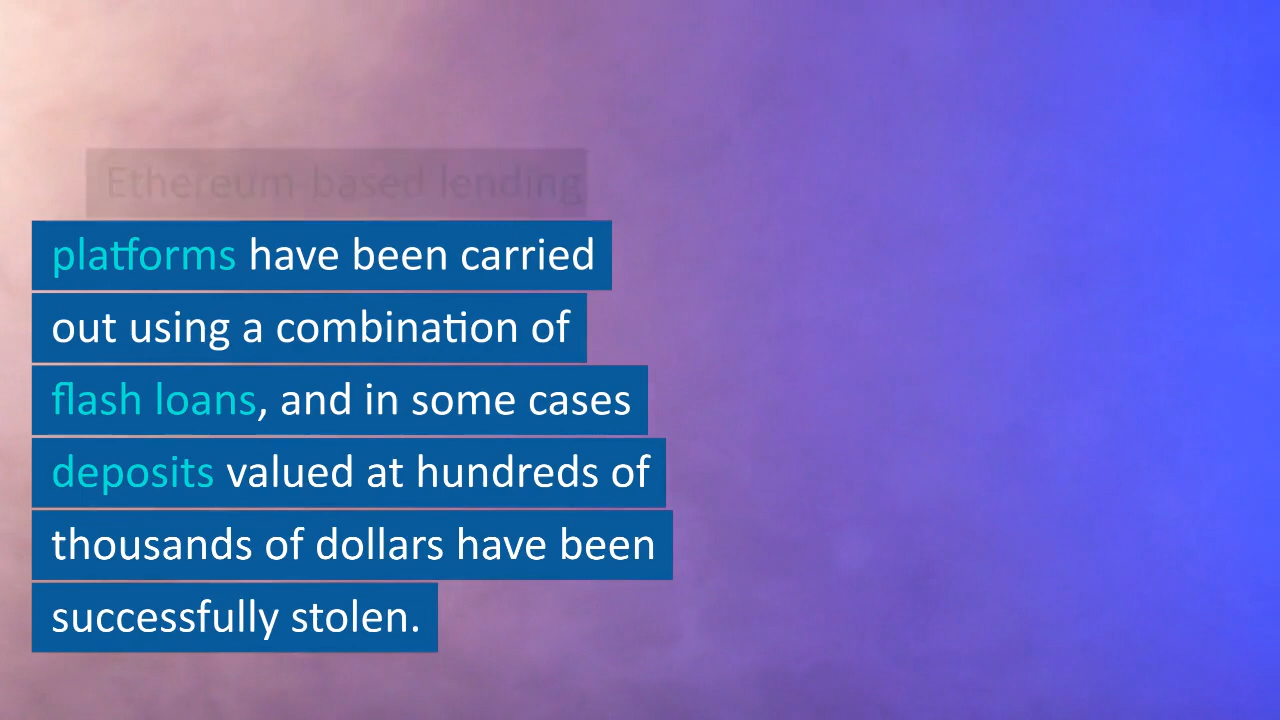 Ethereum-based lending
platforms have been carried
out using a combination of
flash loans, and in some cases
deposits valued at hundreds of
thousands of dollars have been
successfully stolen.